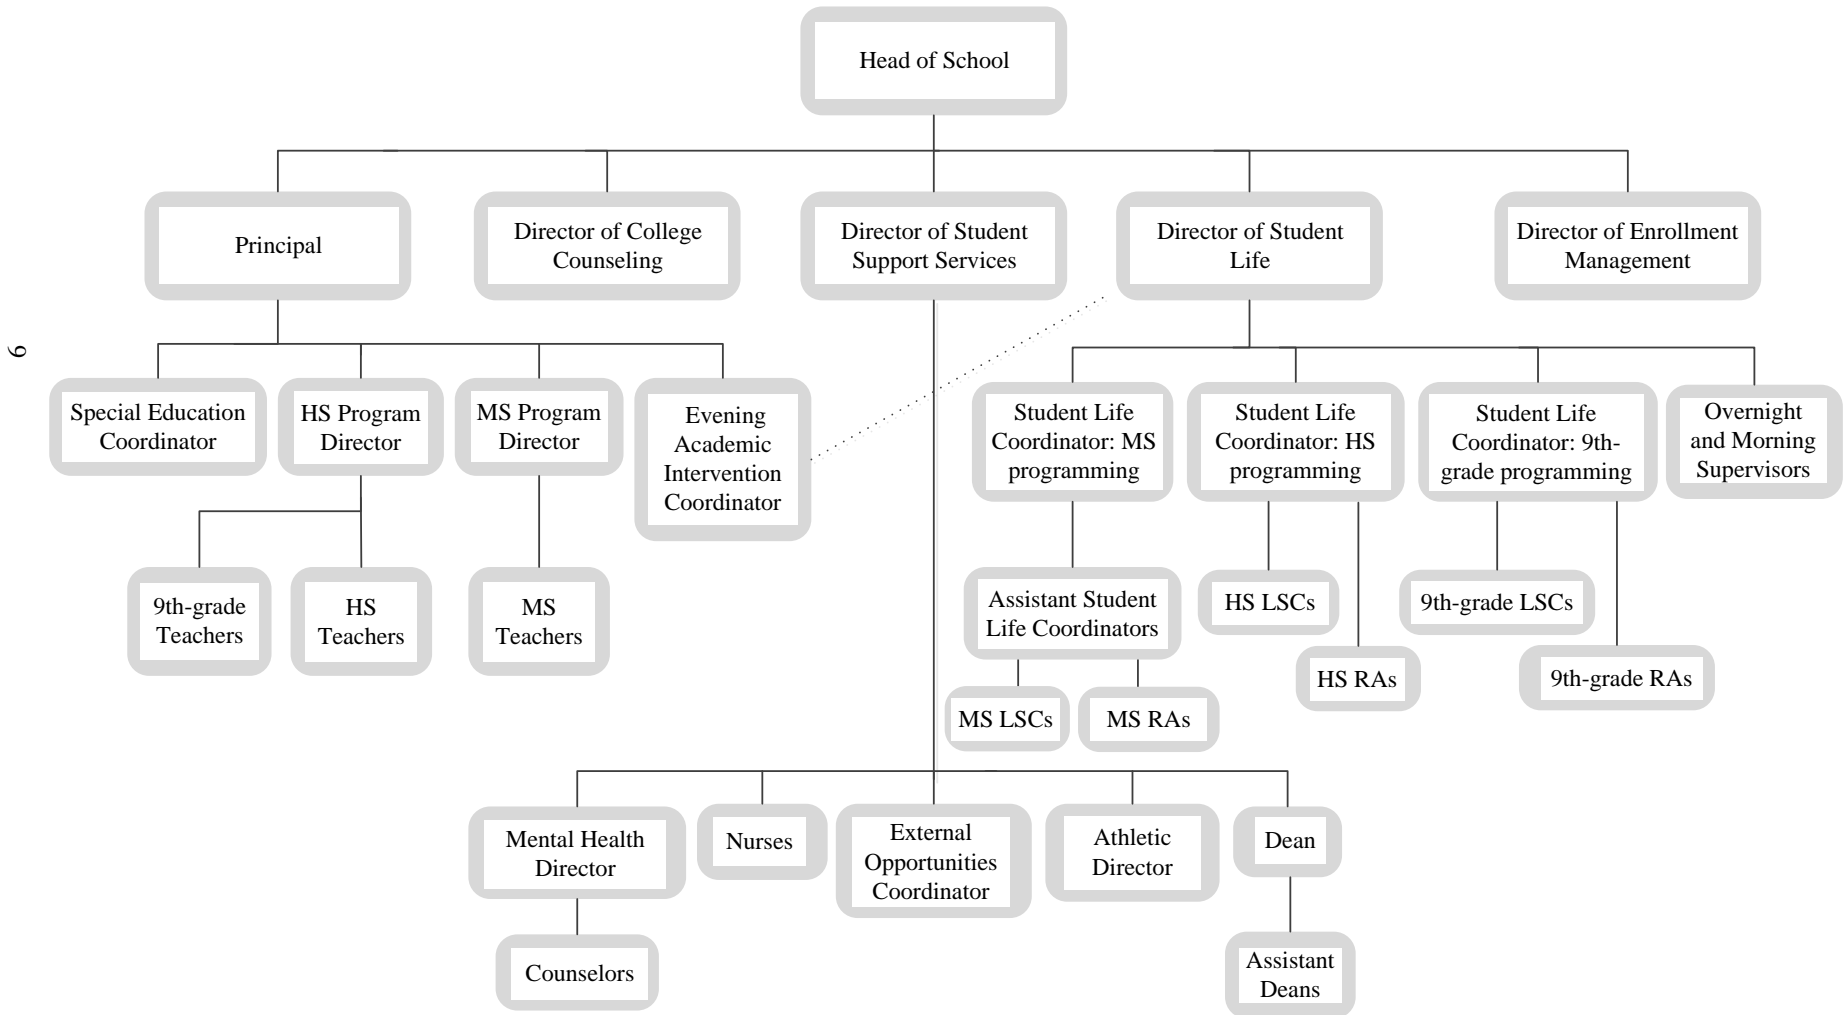 Head of School
Principal
Director of College
Counseling
Director of Student
Support Services
Director of Student
Life
Director of Enrollment
Management
9
Special Education
Coordinator
HS Program
Director
MS Program
Director
Evening
Academic
Intervention
Coordinator
Student Life
Coordinator: MS
programming
Student Life
Coordinator: HS
programming
Student Life
Coordinator: 9th-
grade programming
Overnight
and Morning
Supervisors
9th-grade
Teachers
HS
Teachers
MS
Teachers
Assistant Student
Life Coordinators
HS LSCs
9th-grade LSCs
HS RAs
9th-grade RAs
MS LSCs
MS RAs
Mental Health
Director
Nurses
External
Opportunities
Coordinator
Athletic
Director
Dean
Counselors
Assistant
Deans